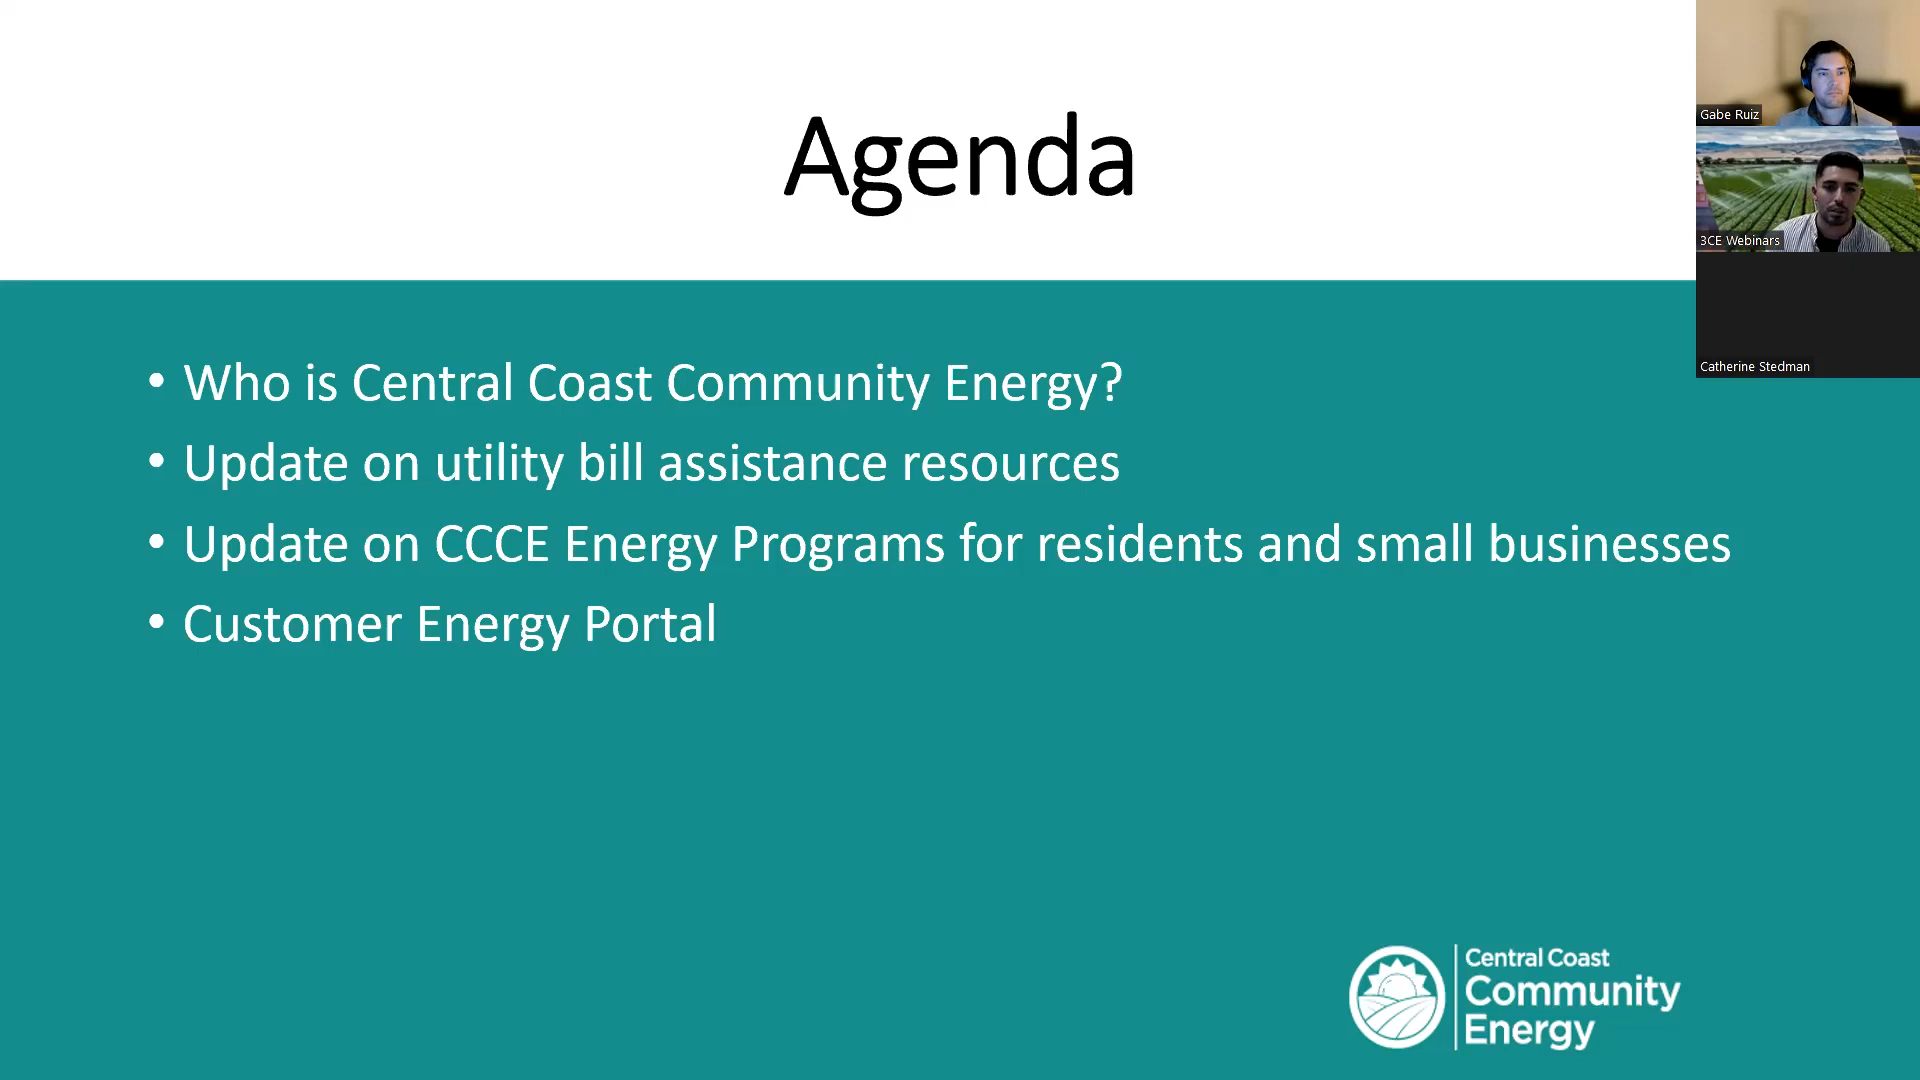 Agenda
• Who is Central Coast Community Energy?
• Update on utility bill assistance resources
• Update on CCCE Energy Programs for residents and small businesses
• Customer Energy Portal
Central Coast
Community
Energy
Gabe Ruiz
3CE Webinars
Catherine Stedman